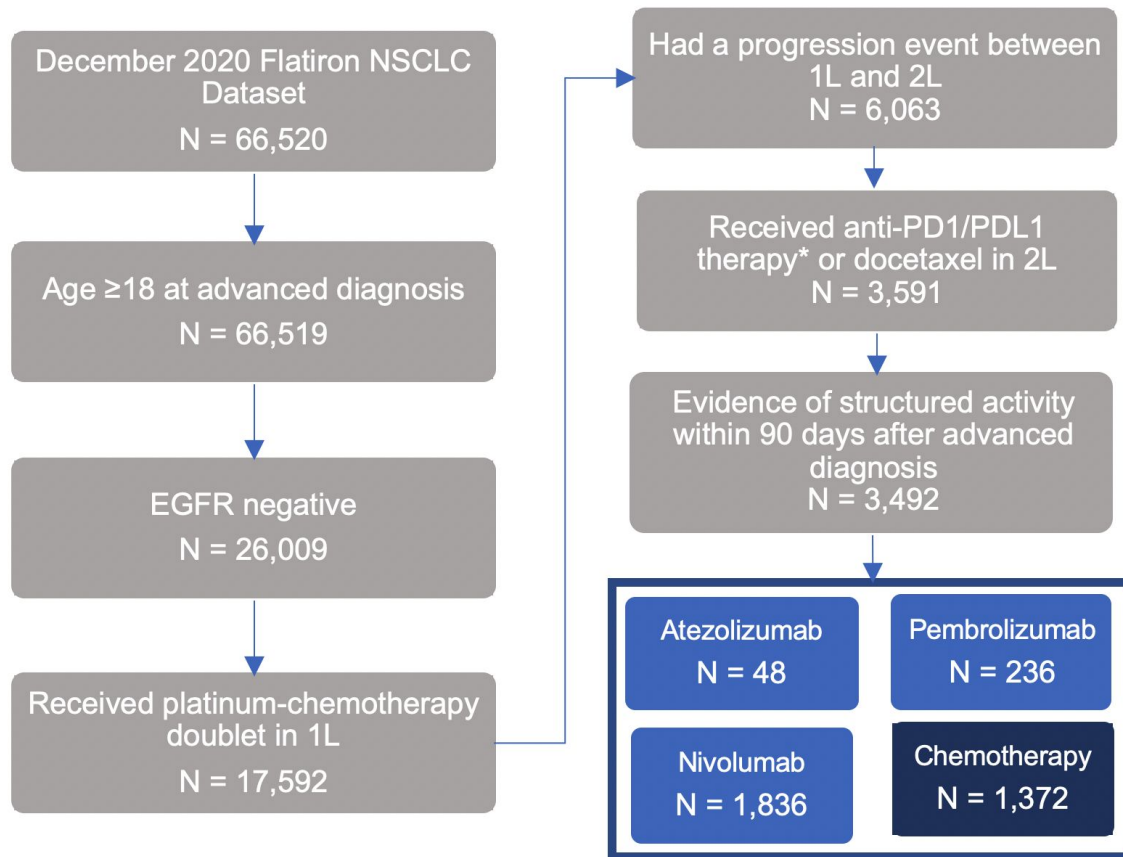 December 2020 Flatiron NSCLC
Dataset
N = 66,520
Age ≥18 at advanced diagnosis
N = 66,519
EGFR negative
N = 26,009
Received platinum-chemotherapy
doublet in 1L
N = 17,592
Had a progression event between
1L and 2L
N = 6,063
Received anti-PD1/PDL1
therapy* or docetaxel in 2L
N = 3,591
Evidence of structured activity
within 90 days after advanced
diagnosis
N = 3,492
Atezolizumab
N = 48
Pembrolizumab
N = 236
Nivolumab
N = 1,836
Chemotherapy
N = 1,372